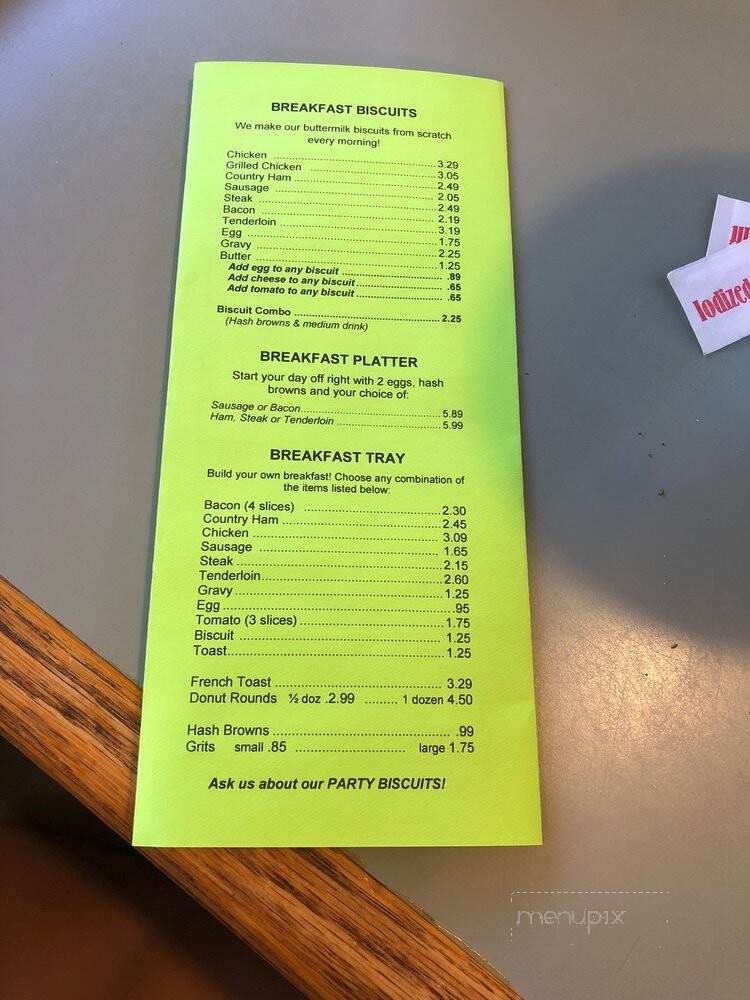 BREAKFAST BISCUITS
We make our buttermilk biscuits from scratch
every morning!
Chicken 3.29
Grilled Chicken 3.05
Country Ham 2.49
Sausage 2.05
Steak 2.49
Bacon 2.19
Tenderloin 3.19
Egg 1.75
Gravy 2.25
Butter 1.25
Add egg to any biscuit .89
Add cheese to any biscuit .65
Add tomato to any biscuit .65
Biscuit Combo 2.25
(Hash browns & medium drink)
BREAKFAST PLATTER
Start your day off right with 2 eggs, hash
browns and your choice of:
Sausage or Bacon 5.89
Ham, Steak or Tenderloin 5.99
BREAKFAST TRAY
Build your own breakfast! Choose any combination of
the items listed below:
Bacon (4 slices) 2.30
Country Ham 2.45
Chicken 3.09
Sausage 1.65
Steak 2.15
Tenderloin 2.60
Gravy 1.25
Egg .95
Tomato (3 slices) 1.75
Biscuit 1.25
Toast 1.25
French Toast 3.29
Donut Rounds ½ doz .2.99 1 dozen 4.50
Hash Browns .99
Grits small .85 large 1.75
Ask us about our PARTY BISCUITS!
Iodized
menupix